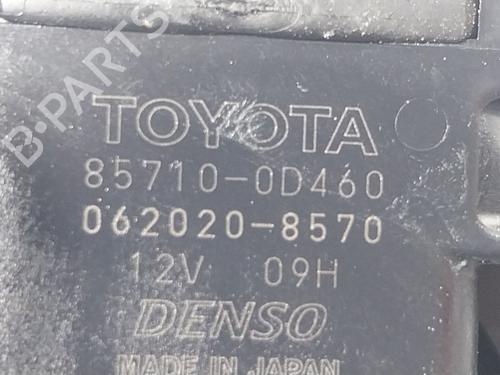 B-PARTS
TOYOTA
85710-0D460
062020-8570
12V 09H
DENSO
MADE IN JAPAN